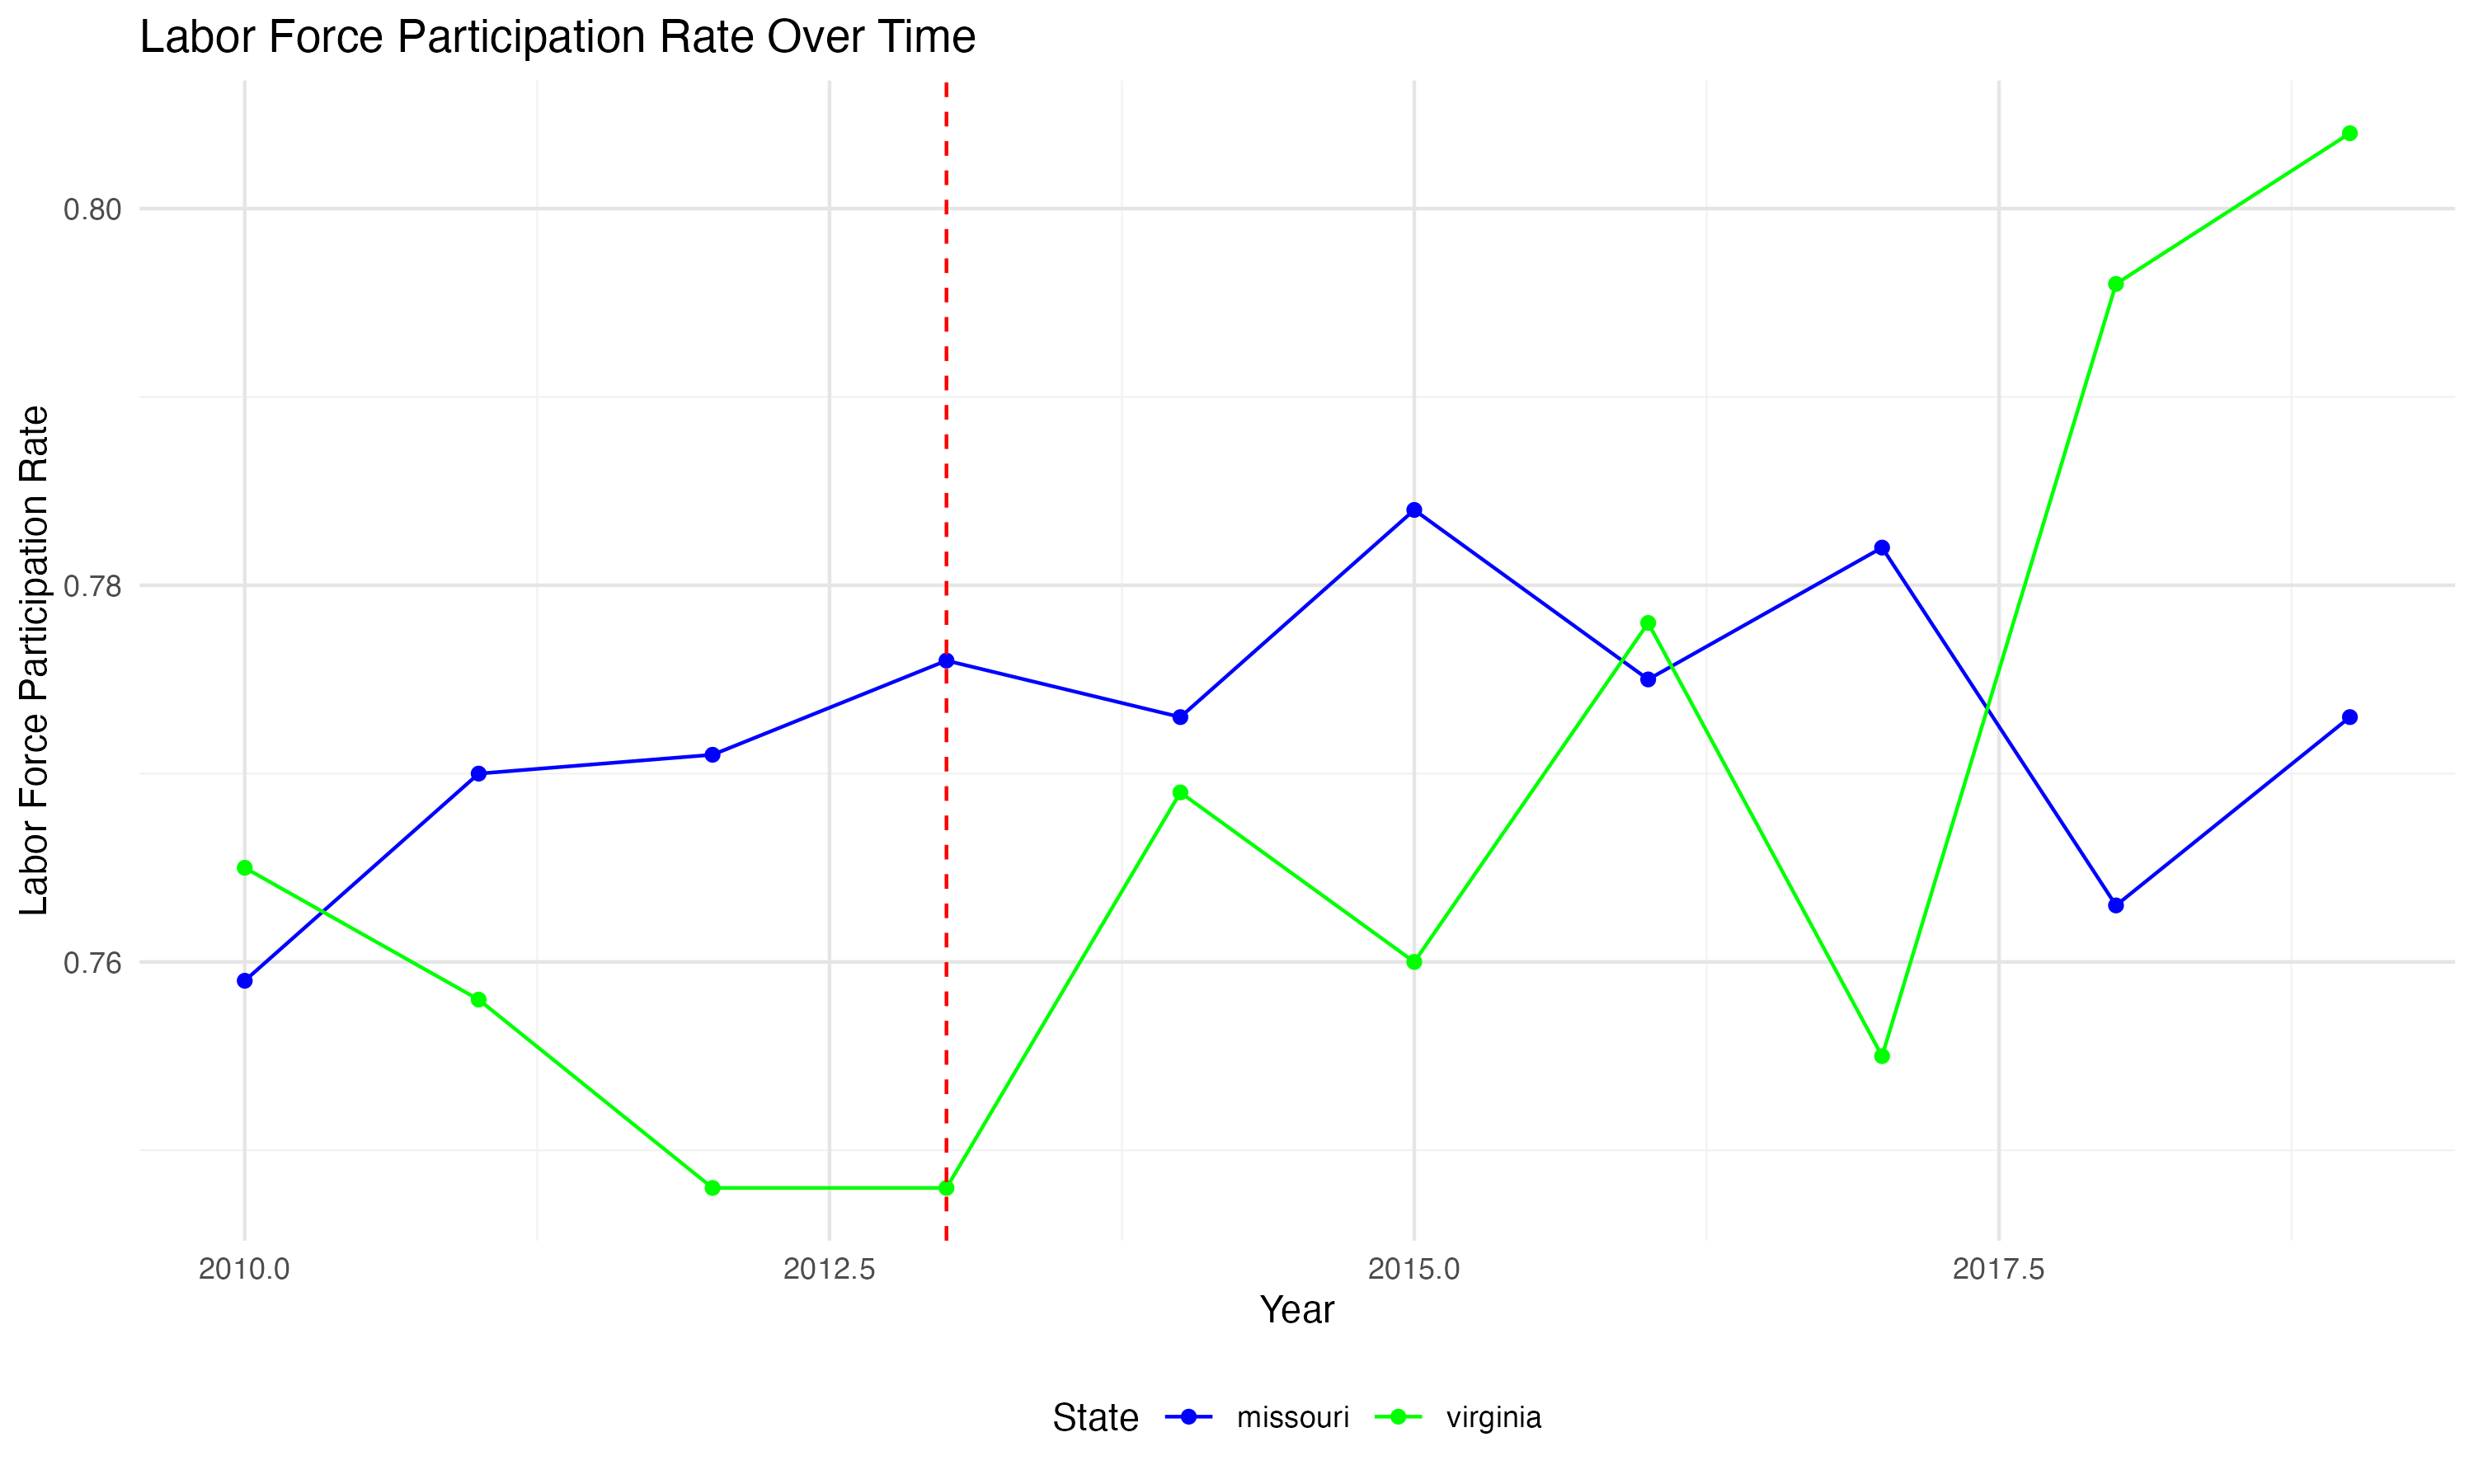 Labor Force Participation Rate Over Time
Labor Force Participation Rate
0.80
0.78
0.76
2010.0
2012.5
2015.0
2017.5
Year
State missouri virginia